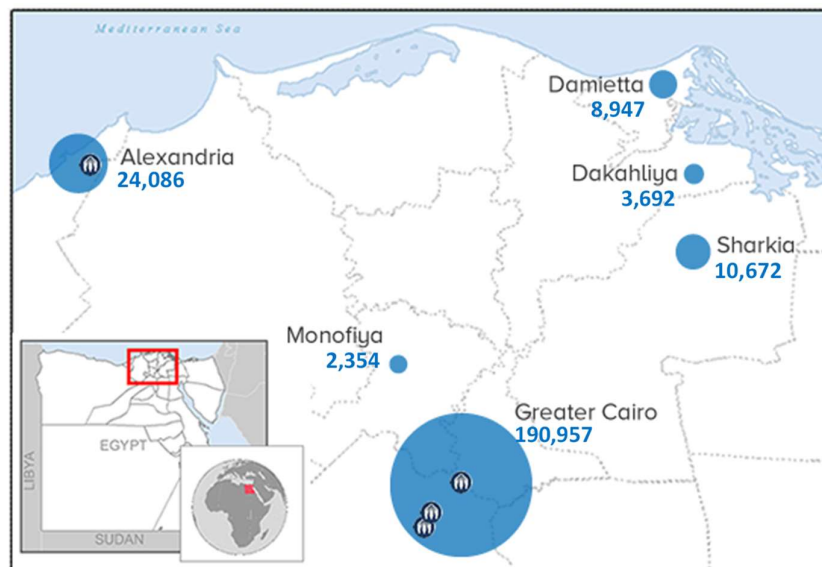 Mediterranean Sea
Damietta
8,947
Alexandria
24,086
Dakahliya
3,692
Sharkia
10,672
Monofiya
2,354
Greater Cairo
190,957
LIBYA
EGYPT
SUDAN